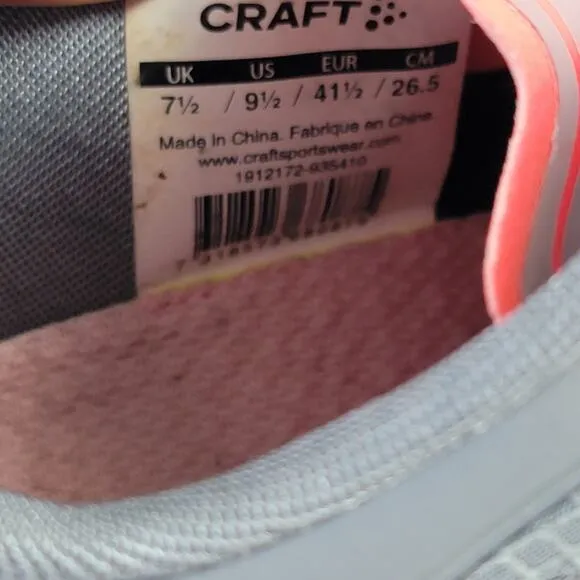 CRAFT
UK US EUR CM
7½ / 9½ / 41½ / 26.5
Made in China. Fabrique en Chine
www.craftsportswear.com
1912172-935410